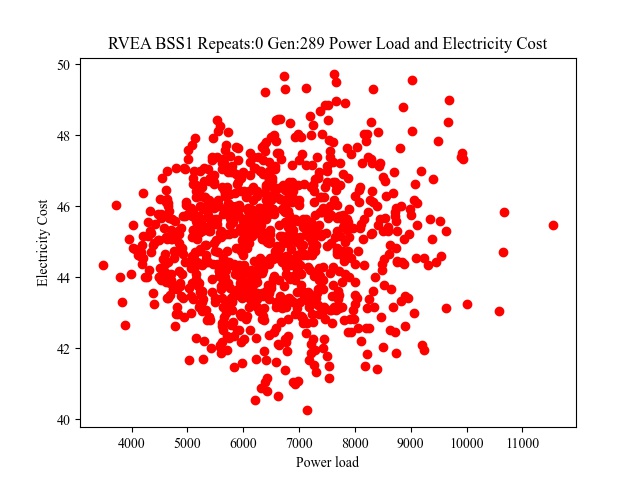 RVEA BSS1 Repeats:0 Gen:289 Power Load and Electricity Cost
50
48
46
44
42
40
Electricity Cost
4000 5000 6000 7000 8000 9000 10000 11000
Power load